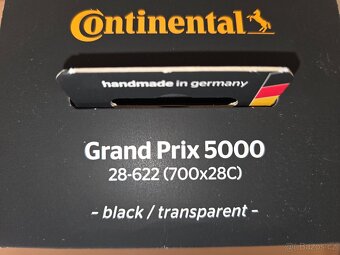 Continental
handmade in germany
Grand Prix 5000
28-622 (700x28C)
- black / transparent -